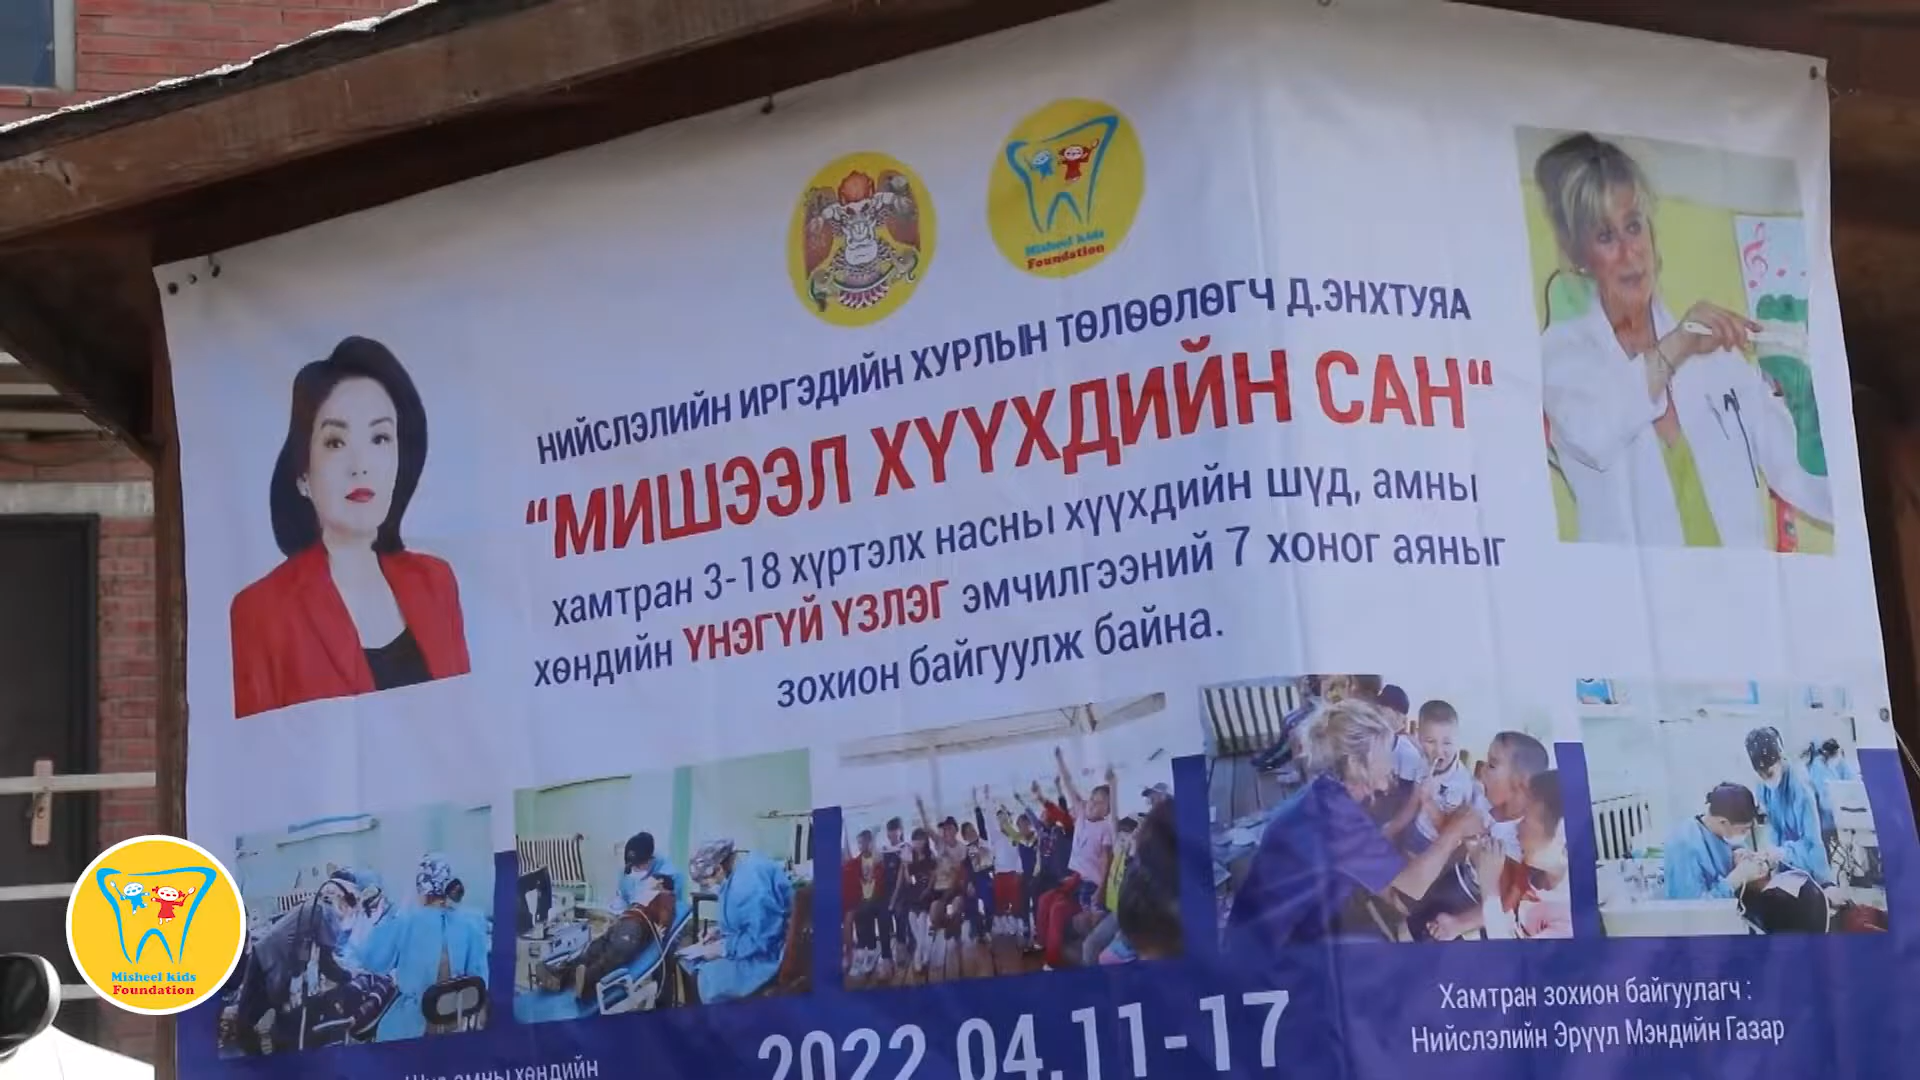 Misheel kids
Foundation
НИЙСЛЭЛИЙН ИРГЭДИЙН ХУРЛЫН ТӨЛӨӨЛӨГЧ Д.ЭНХТУЯА
“МИШЭЭЛ ХҮҮХДИЙН САН“
хамтран 3-18 хүртэлх насны хүүхдийн шүд, амны
хөндийн ҮНЭГҮЙ ҮЗЛЭГ эмчилгээний 7 хоног аяныг
зохион байгуулж байна.
Misheel kids
Foundation
2022.04.11-17
Хамтран зохион байгуулагч :
Нийслэлийн Эрүүл Мэндийн Газар
амны хөндийн